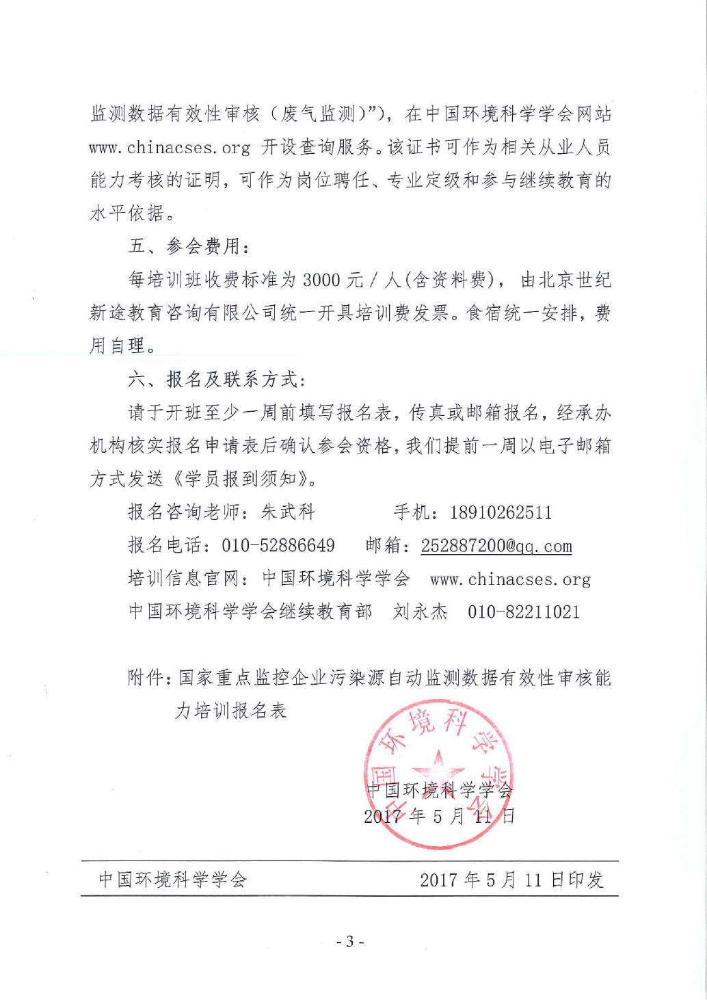 监测数据有效性审核（废气监测）”），在中国环境科学学会网站
www.chinacses.org 开设查询服务。该证书可作为相关从业人员
能力考核的证明，可作为岗位聘任、专业定级和参与继续教育的
水平依据。
五、参会费用：
每培训班收费标准为 3000 元 / 人(含资料费)， 由北京世纪
新途教育咨询有限公司统一开具培训费发票。食宿统一安排，费
用自理。
六、报名及联系方式：
请于开班至少一周前填写报名表，传真或邮箱报名，经承办
机构核实报名申请表后确认参会资格，我们提前一周以电子邮箱
方式发送《学员报到须知》。
报名咨询老师：朱武科 手机：18910262511
报名电话：010-52886649 邮箱：252887200@qq.com
培训信息官网：中国环境科学学会 www.chinacses.org
中国环境科学学会继续教育部 刘永杰 010-82211021
附件：国家重点监控企业污染源自动监测数据有效性审核能
力培训报名表
中国环境科学学会
中国环境科学学会
2017 年 5 月 11 日
中国环境科学学会 2017 年 5 月 11 日印发
- 3 -